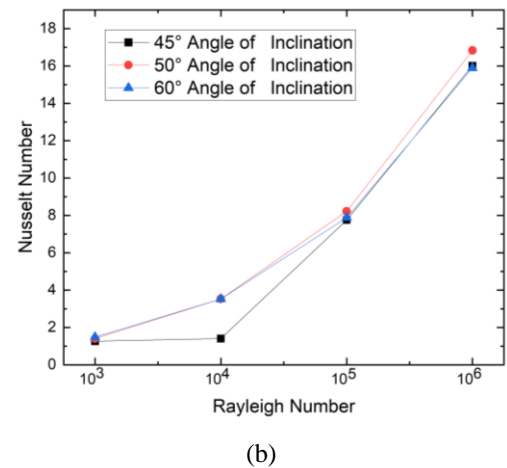 18
16
14
12
10
8
6
4
2
0
Nusselt Number
45° Angle of Inclination
50° Angle of Inclination
60° Angle of Inclination
10³ 10⁴ 10⁵ 10⁶
Rayleigh Number
(b)